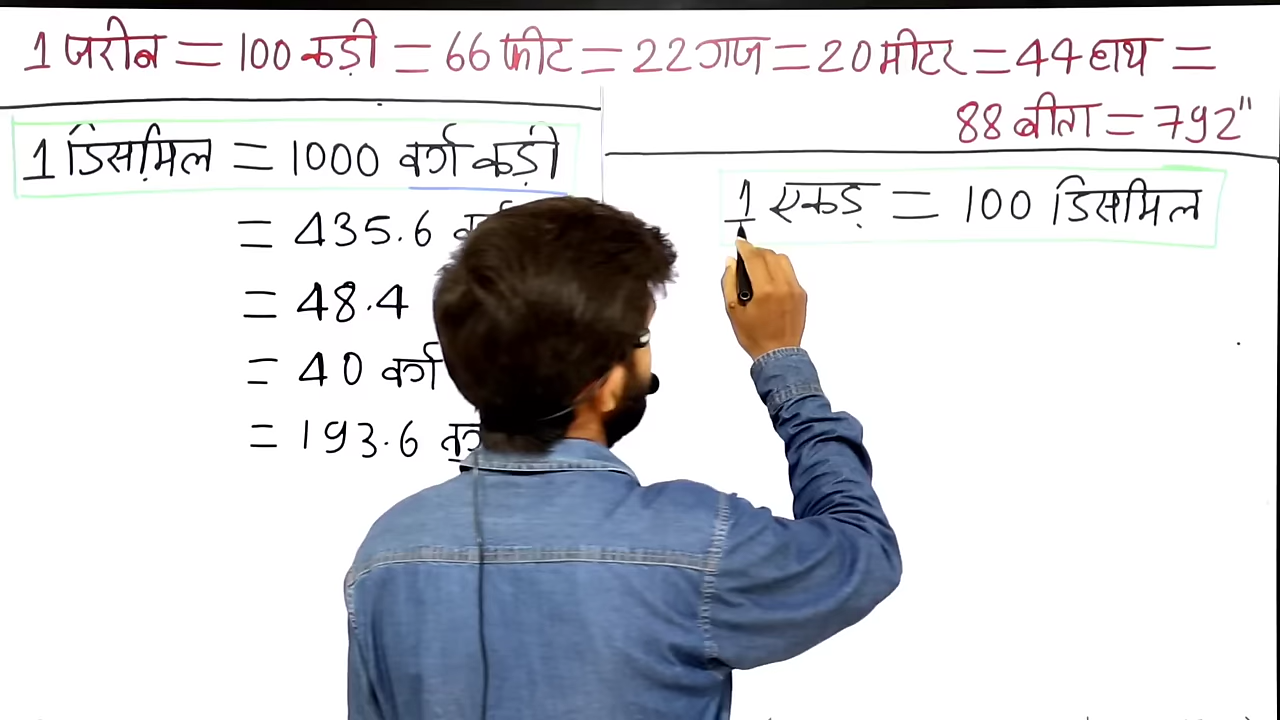 1 जरीब = 100 कड़ी = 66 फीट = 22 गज = 20 मीटर = 44 हाथ =
88 बीता = 792"
1 डिसमिल = 1000 वर्ग कड़ी
= 435.6
= 48.4
= 40 वर्ग
= 193.6
1 एकड़ = 100 डिसमिल